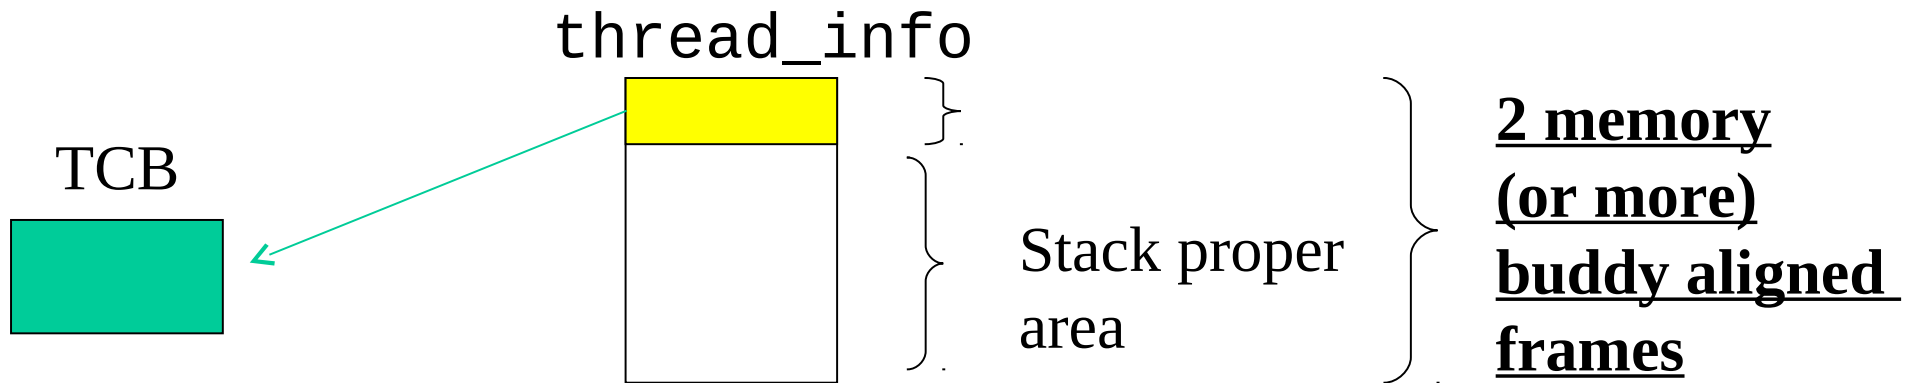 thread_info
TCB
Stack proper
area
2 memory
(or more)
buddy aligned
frames